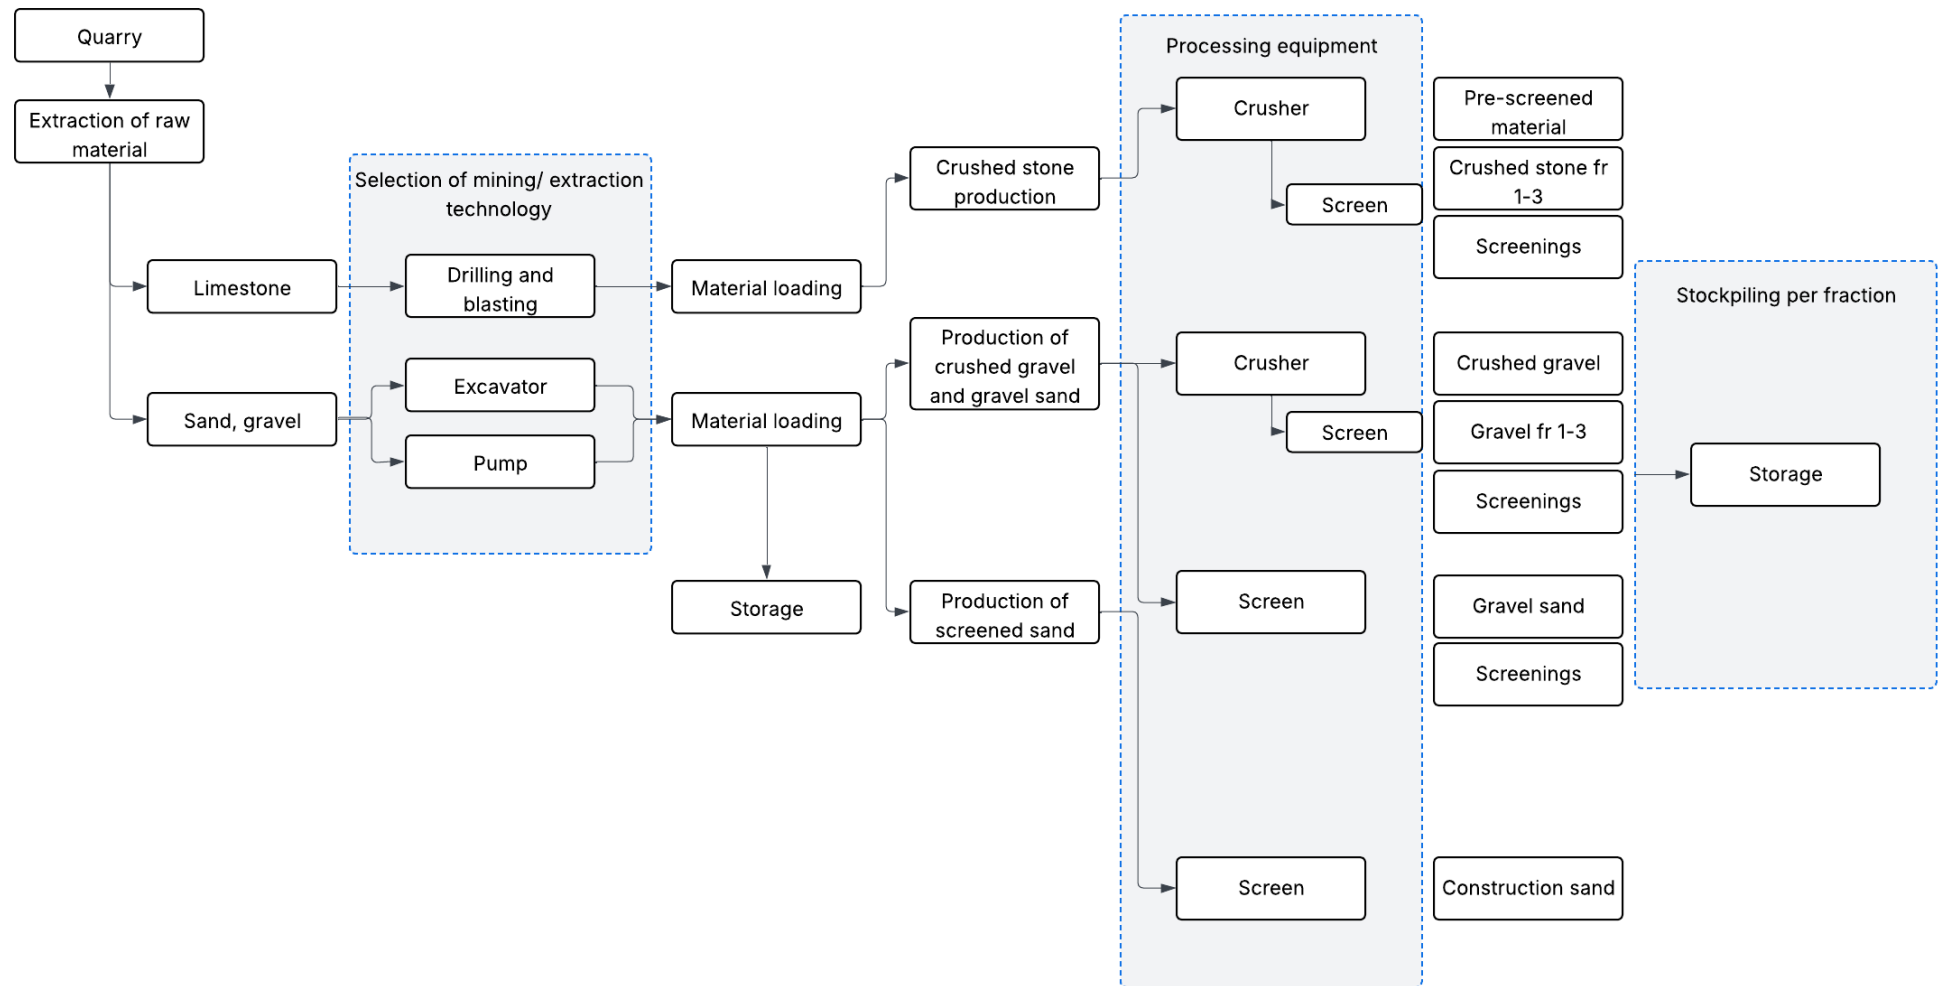 Quarry
Extraction of raw
material
Selection of mining/ extraction
technology
Limestone
Drilling and
blasting
Material loading
Sand, gravel
Excavator
Pump
Material loading
Storage
Crushed stone
production
Production of
crushed gravel
and gravel sand
Production of
screened sand
Processing equipment
Crusher
Screen
Crusher
Screen
Screen
Screen
Pre-screened
material
Crushed stone fr
1-3
Screenings
Crushed gravel
Gravel fr 1-3
Screenings
Gravel sand
Screenings
Construction sand
Stockpiling per fraction
Storage